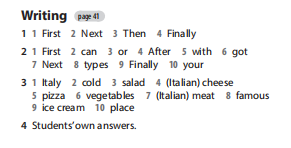 Writing page 41
1 1 First 2 Next 3 Then 4 Finally
2 1 First 2 can 3 or 4 After 5 with 6 got
7 Next 8 types 9 Finally 10 your
3 1 Italy 2 cold 3 salad 4 (Italian) cheese
5 pizza 6 vegetables 7 (Italian) meat 8 famous
9 ice cream 10 place
4 Students' own answers.